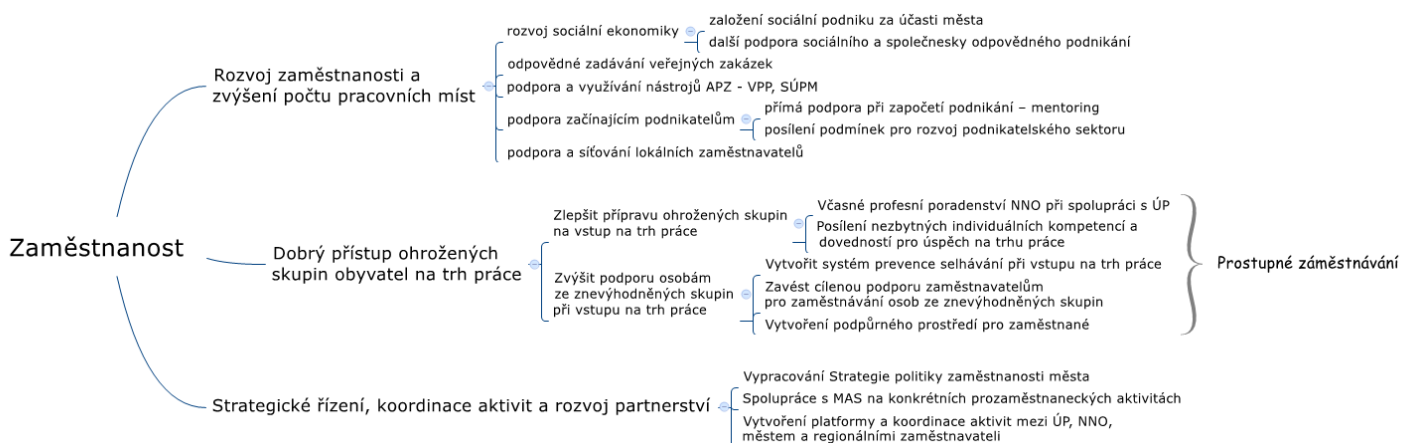 Zaměstnanost
Rozvoj zaměstnanosti a
zvýšení počtu pracovních míst
rozvoj sociální ekonomiky
založení sociální podniku za účasti města
další podpora sociálního a společnesky odpovědného podnikání
odpovědné zadávání veřejných zakázek
podpora a využívání nástrojů APZ - VPP, SÚPM
podpora začínajícím podnikatelům
přímá podpora při započetí podnikání – mentoring
posílení podmínek pro rozvoj podnikatelského sektoru
podpora a síťování lokálních zaměstnavatelů
Dobrý přístup ohrožených
skupin obyvatel na trh práce
Zlepšit přípravu ohrožených skupin
na vstup na trh práce
Včasné profesní poradenství NNO při spolupráci s ÚP
Posílení nezbytných individuálních kompetencí a
dovedností pro úspěch na trhu práce
Zvýšit podporu osobám
ze znevýhodněných skupin
při vstupu na trh práce
Vytvořit systém prevence selhávání při vstupu na trh práce
Zavést cílenou podporu zaměstnavatelům
pro zaměstnávání osob ze znevýhodněných skupin
Vytvoření podpůrného prostředí pro zaměstnané
Prostupné záměstnávání
Strategické řízení, koordinace aktivit a rozvoj partnerství
Vypracování Strategie politiky zaměstnanosti města
Spolupráce s MAS na konkrétních prozaměstnaneckých aktivitách
Vytvoření platformy a koordinace aktivit mezi ÚP, NNO,
městem a regionálními zaměstnavateli